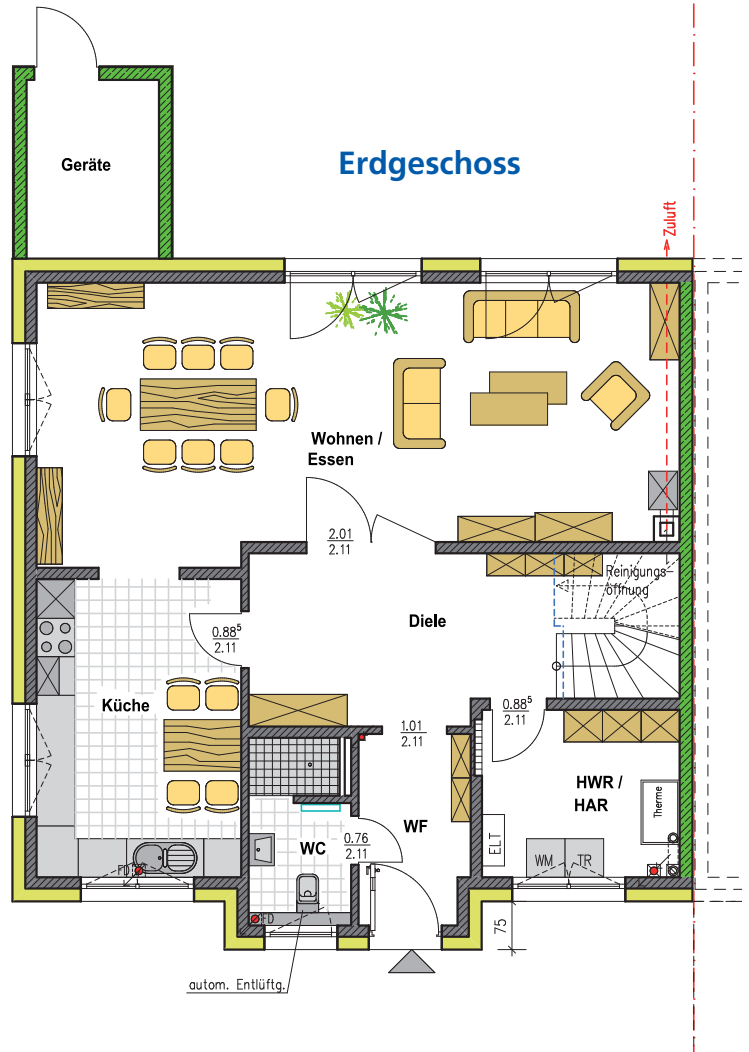 Erdgeschoss
Geräte
Zuluft
Wohnen /
Essen
2.01
2.11
Reinigungs-
öffnung
Diele
0.88⁵
2.11
Küche
0.88⁵
2.11
1.01
2.11
HWR /
HAR
Therme
WF
0.76
2.11
WC
ELT
WM
TR
FD
FD
75
autom. Entlüftg.